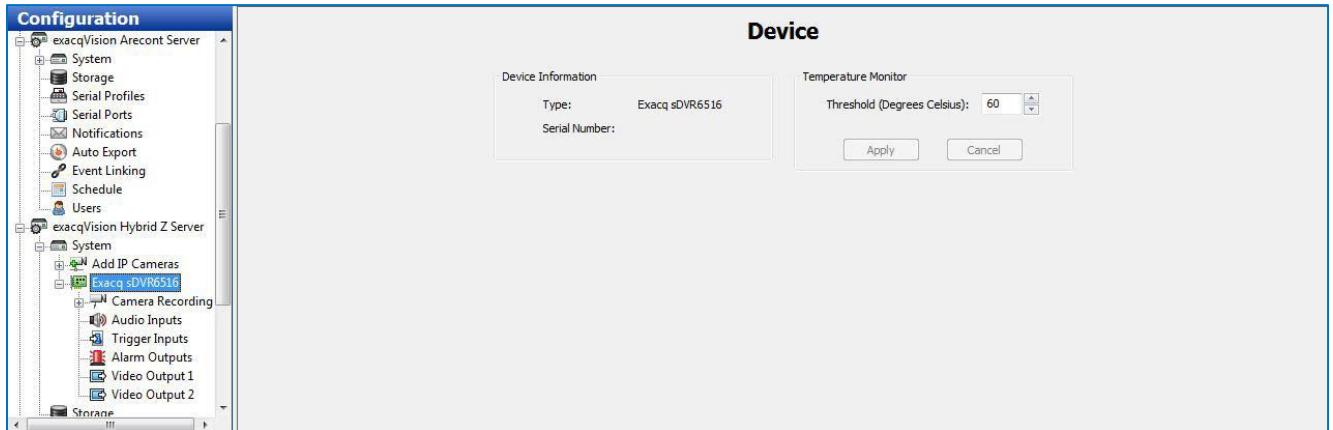 Configuration
exacqVision Arecont Server
System
Storage
Serial Profiles
Serial Ports
Notifications
Auto Export
Event Linking
Schedule
Users
exacqVision Hybrid Z Server
System
Add IP Cameras
Exacq sDVR6516
Camera Recording
Audio Inputs
Trigger Inputs
Alarm Outputs
Video Output 1
Video Output 2
Storage
Device
Device Information
Type: Exacq sDVR6516
Serial Number:
Temperature Monitor
Threshold (Degrees Celsius): 60
Apply Cancel